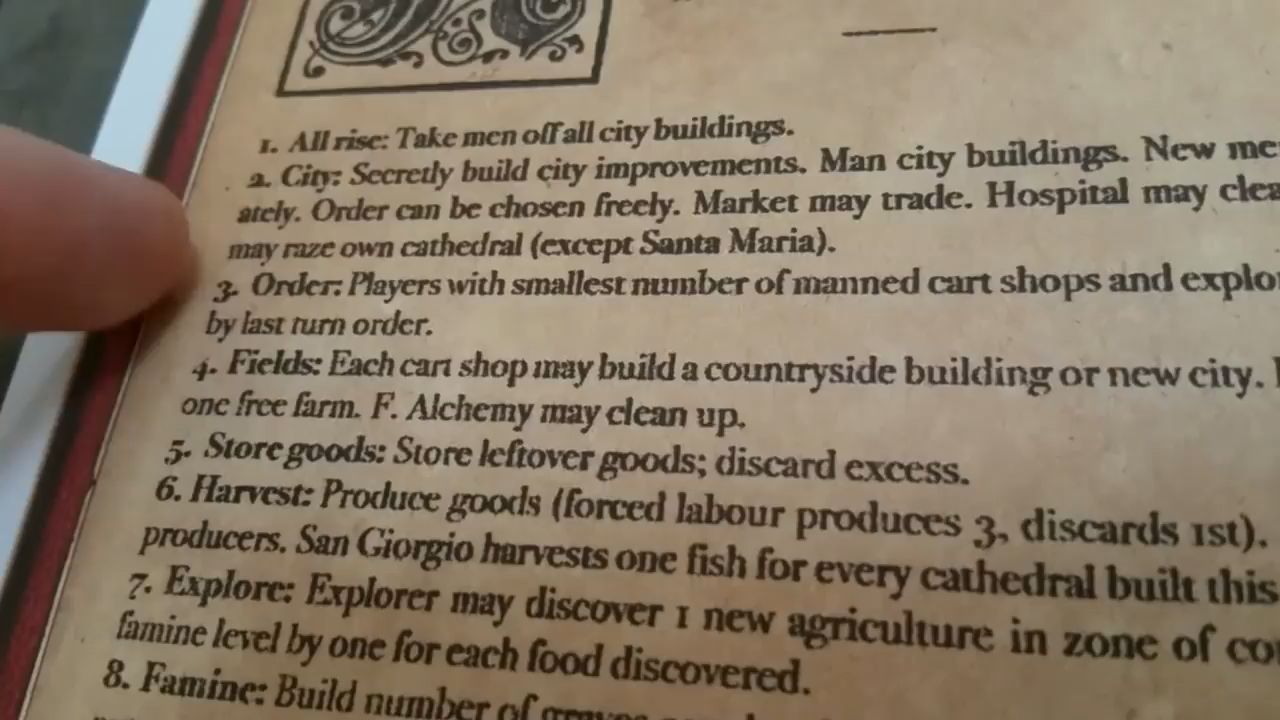 1. All rise: Take men off all city buildings.
2. City: Secretly build city improvements. Man city buildings. New me
ately. Order can be chosen freely. Market may trade. Hospital may clea
may raze own cathedral (except Santa Maria).
3. Order: Players with smallest number of manned cart shops and explo
by last turn order.
4. Fields: Each cart shop may build a countryside building or new city.
one free farm. F. Alchemy may clean up.
5. Store goods: Store leftover goods; discard excess.
6. Harvest: Produce goods (forced labour produces 3, discards 1st).
producers. San Giorgio harvests one fish for every cathedral built this
7. Explore: Explorer may discover 1 new agriculture in zone of co
famine level by one for each food discovered.
8. Famine: Build number of graves